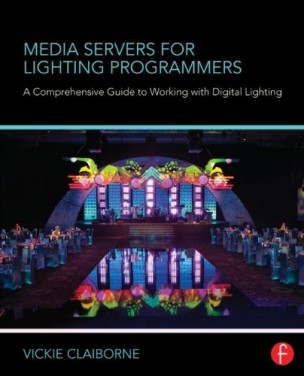 MEDIA SERVERS FOR
LIGHTING PROGRAMMERS
A Comprehensive Guide to Working with Digital Lighting
VICKIE CLAIBORNE
f